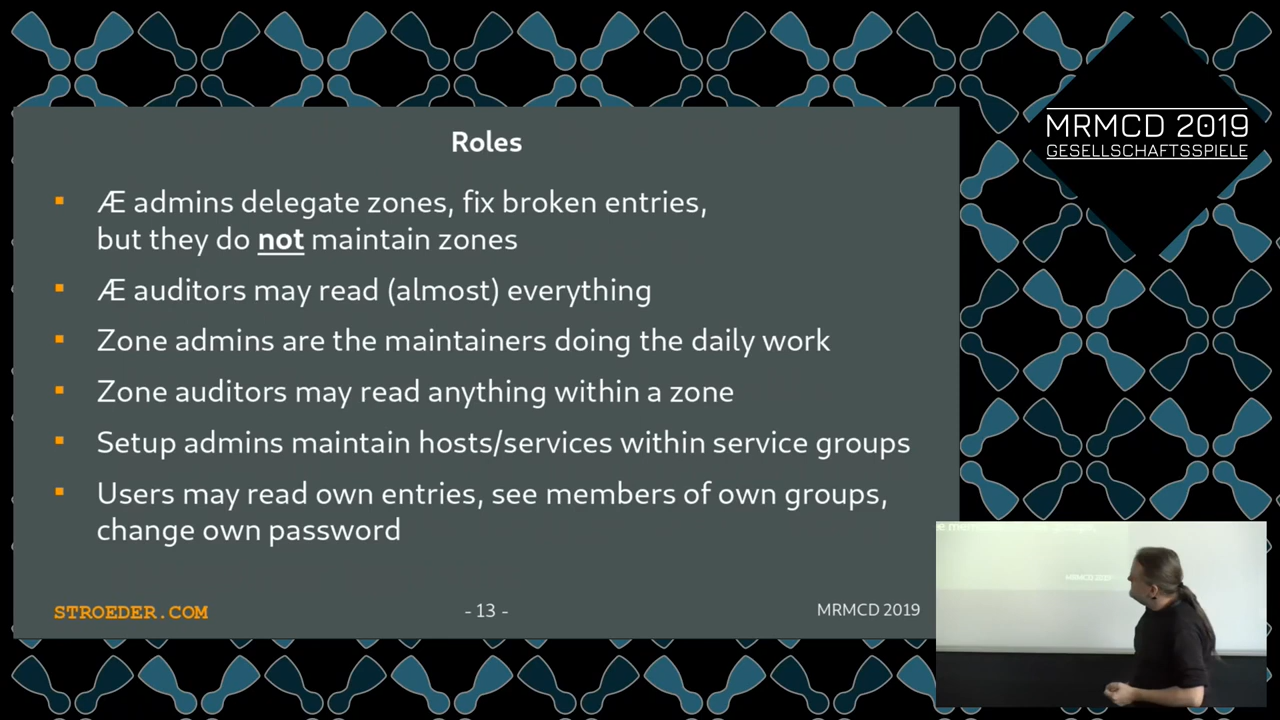 MRMCD 2019
GESELLSCHAFTSSPIELE
Roles
Æ admins delegate zones, fix broken entries,
but they do not maintain zones
Æ auditors may read (almost) everything
Zone admins are the maintainers doing the daily work
Zone auditors may read anything within a zone
Setup admins maintain hosts/services within service groups
Users may read own entries, see members of own groups,
change own password
STROEDER.COM
- 13 -
MRMCD 2019
MRMCD 2019